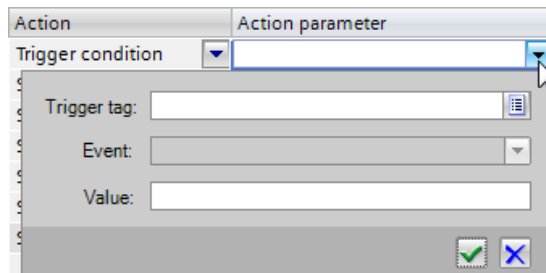 Action Action parameter
Trigger condition
Trigger tag:
Event:
Value: